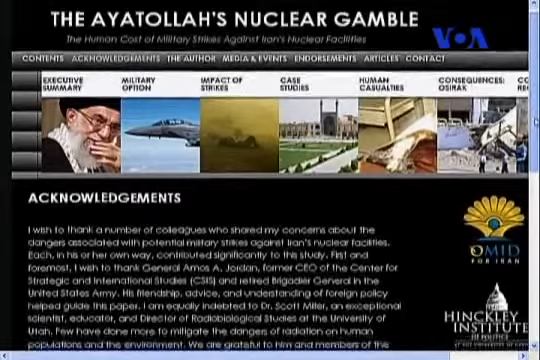 THE AYATOLLAH'S NUCLEAR GAMBLE
VOA
The Human Cost of Military Strikes Against Iran's Nuclear Facilities
CONTENTS ACKNOWLEDGEMENTS THE AUTHOR MEDIA & EVENTS ENDORSEMENTS ARTICLES CONTACT
EXECUTIVE SUMMARY
MILITARY OPTION
IMPACT OF STRIKES
CASE STUDIES
HUMAN CASUALTIES
CONSEQUENCES: OSIRAK
ACKNOWLEDGEMENTS
I wish to thank a number of colleagues who shared my concerns about the
dangers associated with potential military strikes against Iran's nuclear facilities.
Each, in his or her own way, contributed significantly to this study. First and
foremost, I wish to thank General Amos A. Jordan, former CEO of the Center for
Strategic and International Studies (CSIS) and retired Brigadier General in the
United States Army. His friendship, advice, and understanding of foreign policy
helped guide this paper. I am equally indebted to Dr. Scott Miller, an exceptional
scientist, educator, and Director of Radiobiological Studies at the University of
Utah. Few have done more to mitigate the dangers of radiation on human
populations and the environment. We are grateful to him and members of the
OMID
FOR IRAN
HINCKLEY
INSTITUTE
OF POLITICS